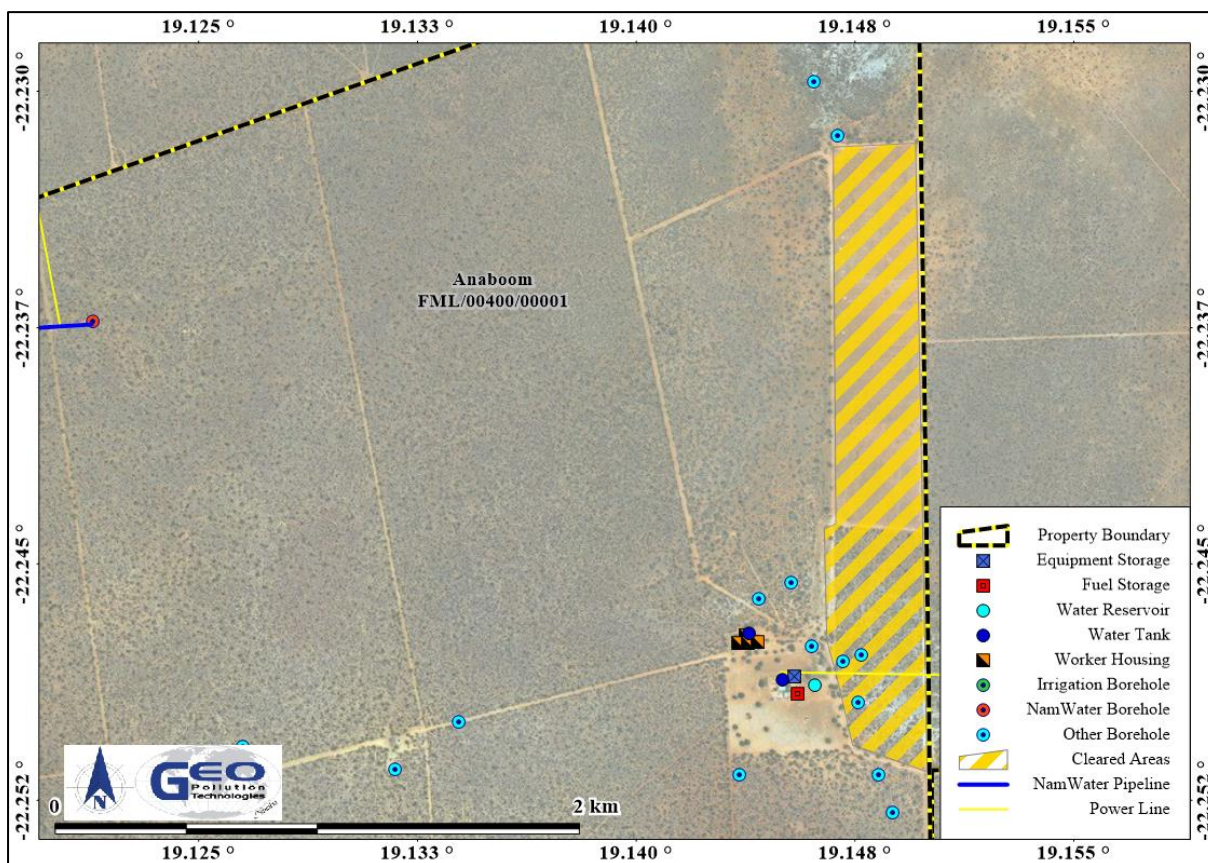 19.125 ° 19.133 ° 19.140 ° 19.148 ° 19.155 °
-22.230 ° -22.230 °
Anaboom
FML/00400/00001
-22.237 ° -22.237 °
-22.245 ° -22.245 °
-22.252 ° -22.252 °
Property Boundary
Equipment Storage
Fuel Storage
Water Reservoir
Water Tank
Worker Housing
Irrigation Borehole
NamWater Borehole
Other Borehole
Cleared Areas
NamWater Pipeline
Power Line
N
GEO
Pollution
Technologies
0 2 km
19.125 ° 19.133 ° 19.140 ° 19.148 ° 19.155 °